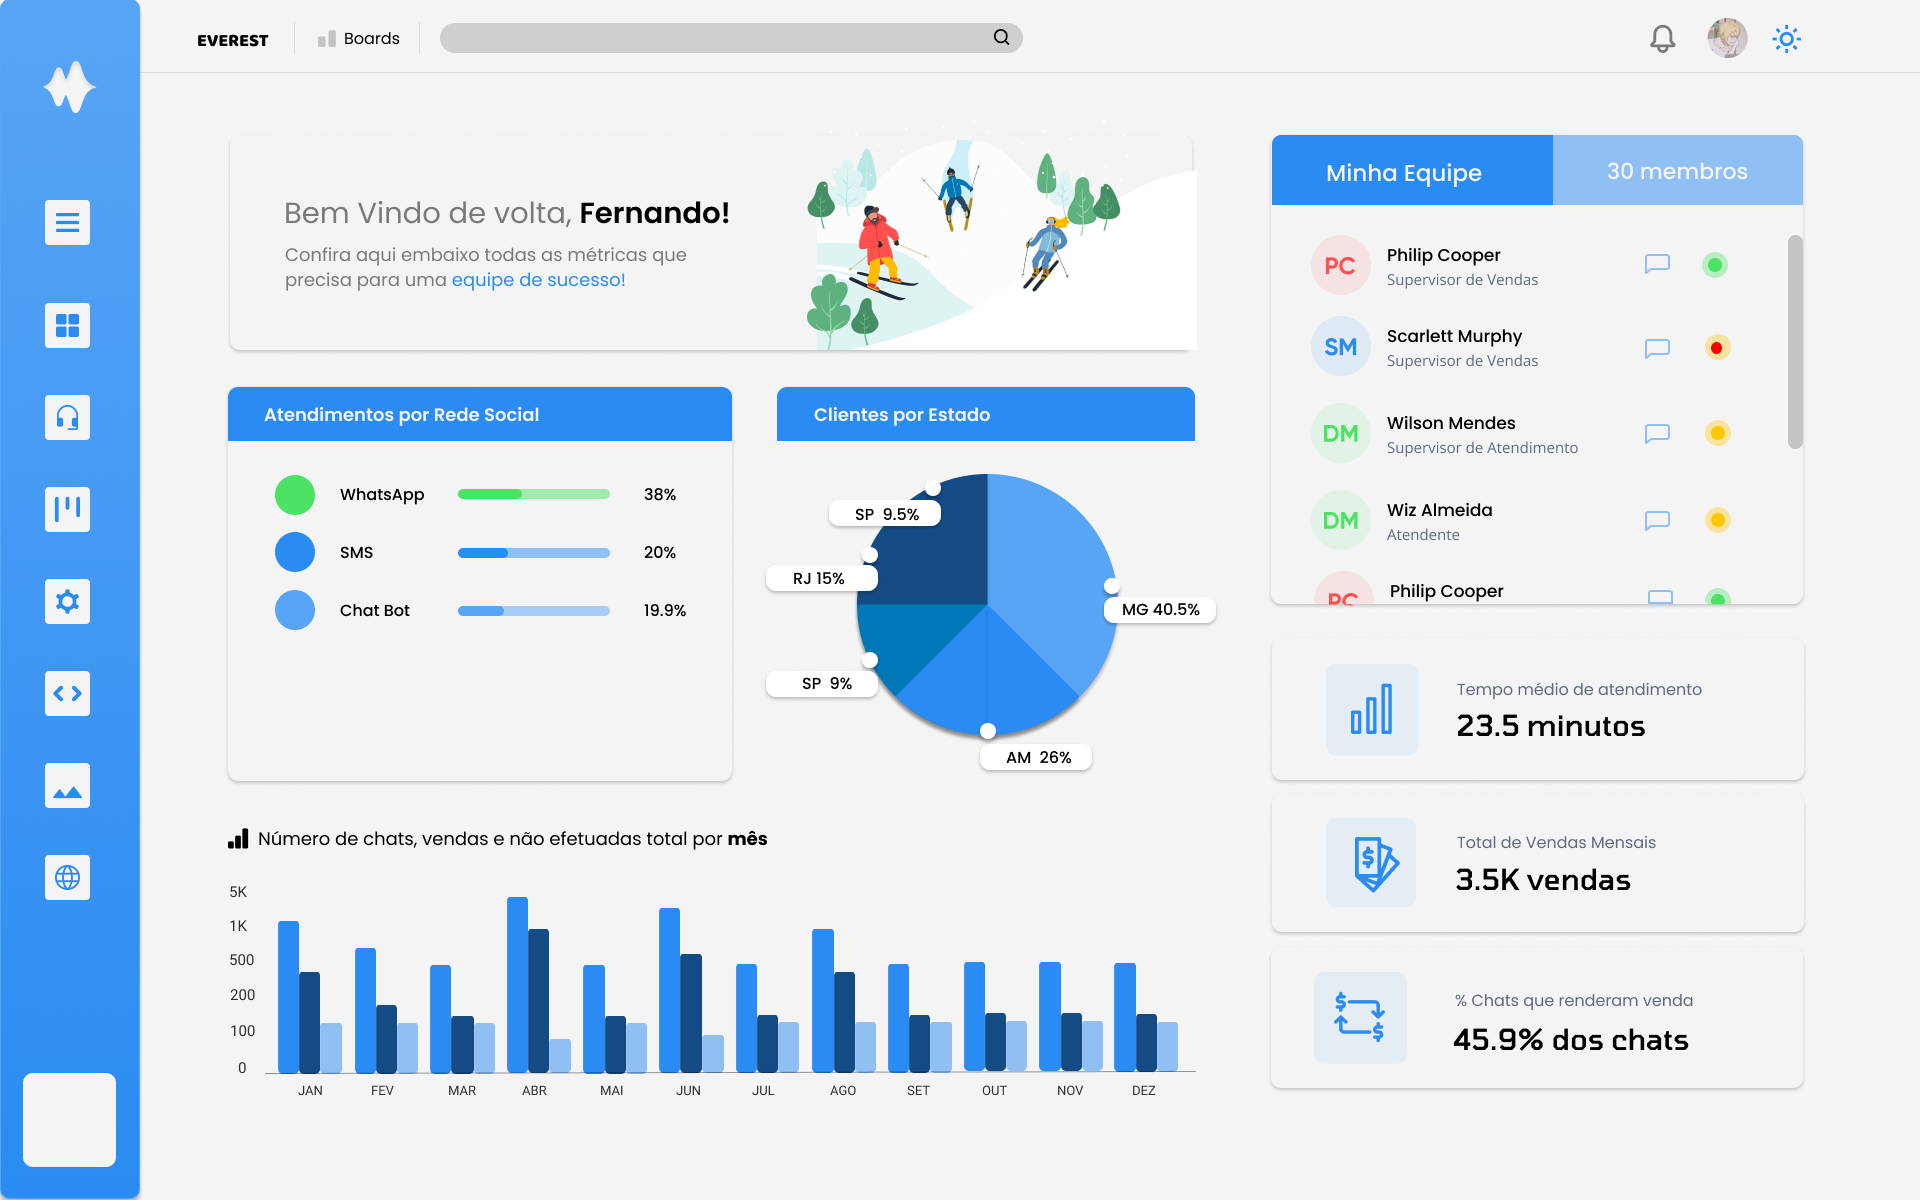 EVEREST
Boards
Bem Vindo de volta, Fernando!
Confira aqui embaixo todas as métricas que
precisa para uma equipe de sucesso!
Atendimentos por Rede Social
WhatsApp 38%
SMS 20%
Chat Bot 19.9%
Clientes por Estado
SP 9.5%
RJ 15%
MG 40.5%
SP 9%
AM 26%
Número de chats, vendas e não efetuadas total por mês
5K
1K
500
200
100
0
JAN FEV MAR ABR MAI JUN JUL AGO SET OUT NOV DEZ
Minha Equipe
30 membros
PC
Philip Cooper
Supervisor de Vendas
SM
Scarlett Murphy
Supervisor de Vendas
DM
Wilson Mendes
Supervisor de Atendimento
DM
Wiz Almeida
Atendente
PC
Philip Cooper
Tempo médio de atendimento
23.5 minutos
$
Total de Vendas Mensais
3.5K vendas
$
$
% Chats que renderam venda
45.9% dos chats